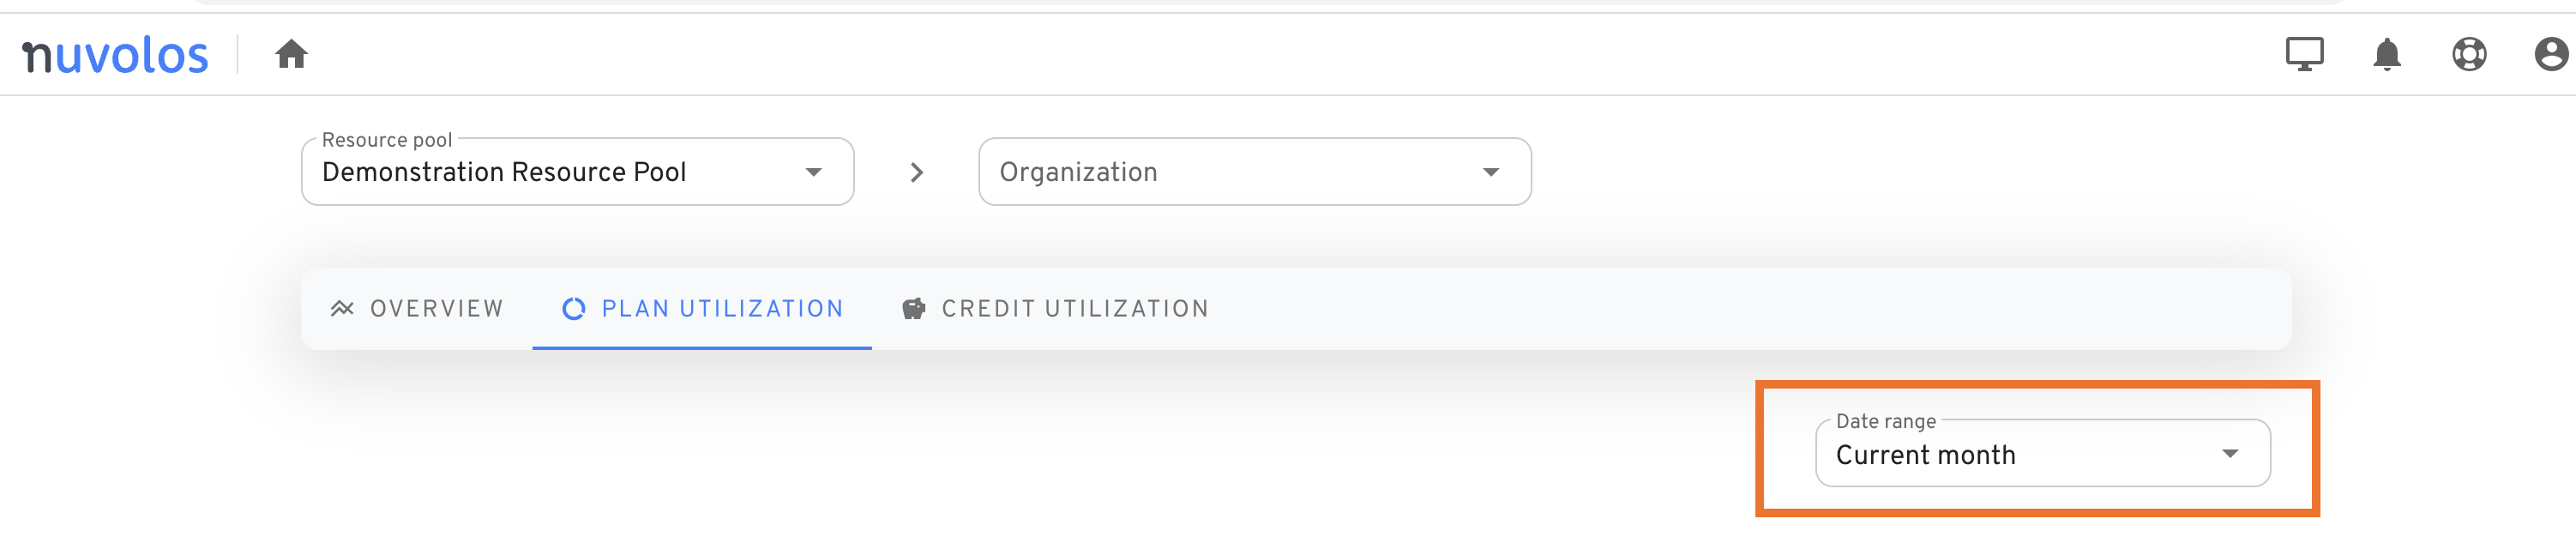 nuvolos
Resource pool
Demonstration Resource Pool
Organization
OVERVIEW
PLAN UTILIZATION
CREDIT UTILIZATION
Date range
Current month